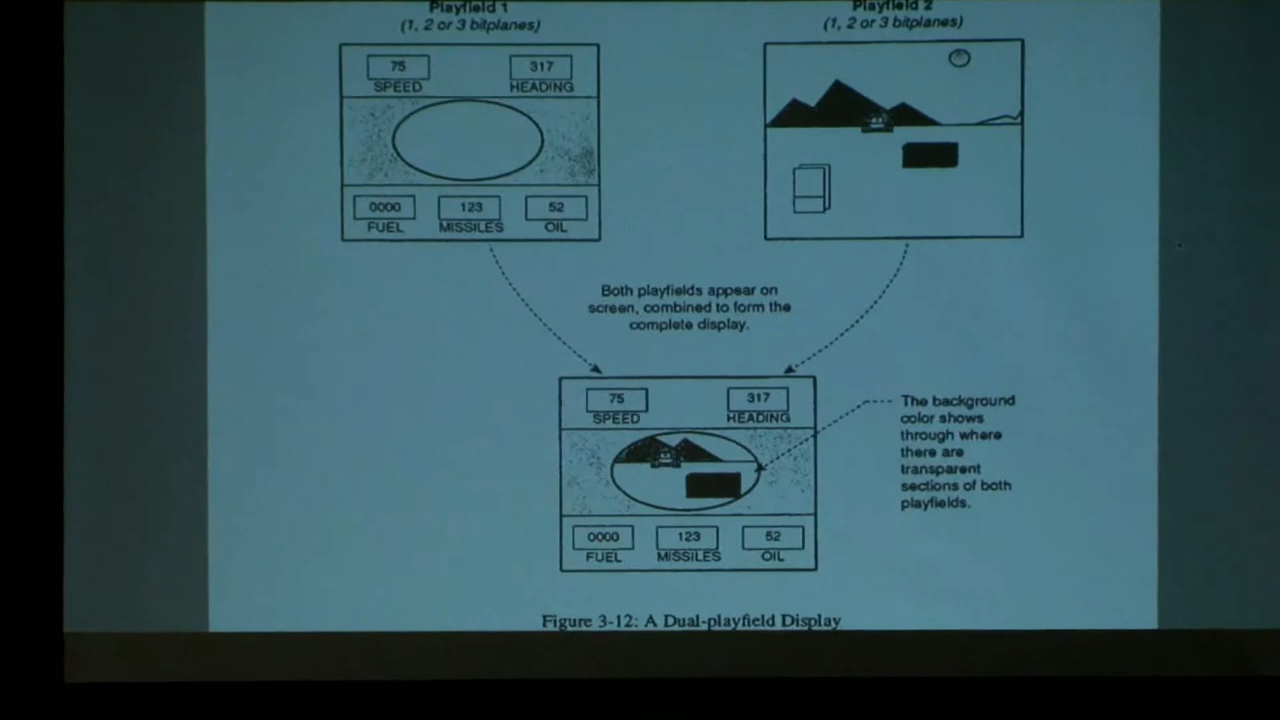 Playfield 1
(1, 2 or 3 bitplanes)
75
SPEED
317
HEADING
0000
FUEL
123
MISSILES
52
OIL
Playfield 2
(1, 2 or 3 bitplanes)
Both playfields appear on
screen, combined to form the
complete display.
75
SPEED
317
HEADING
0000
FUEL
123
MISSILES
52
OIL
The background
color shows
through where
there are
transparent
sections of both
playfields.
Figure 3-12: A Dual-playfield Display